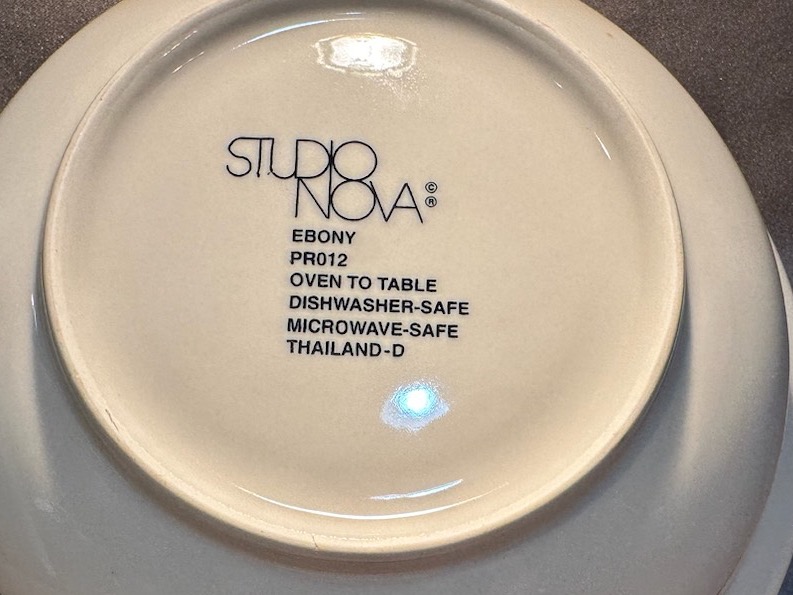 STUDIO
NOVA ©®
EBONY
PR012
OVEN TO TABLE
DISHWASHER-SAFE
MICROWAVE-SAFE
THAILAND-D